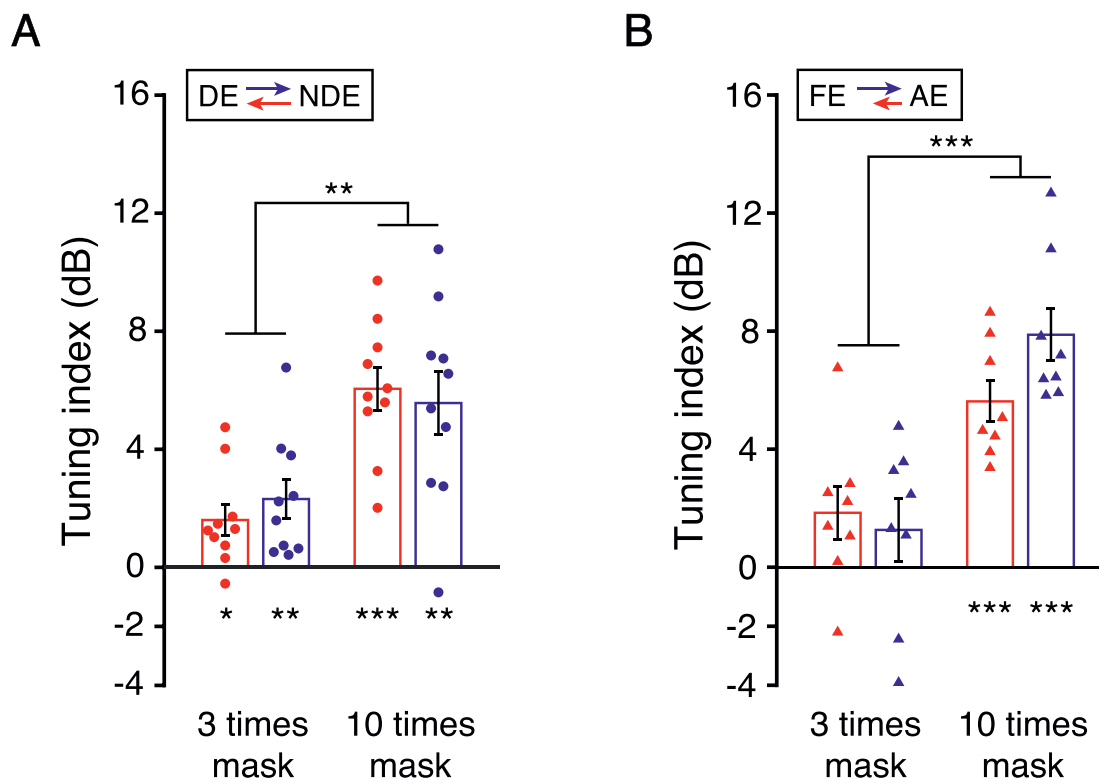 A
DE NDE
Tuning index (dB)
16
12
8
4
0
-2
-4
**
* ** *** **
3 times mask
10 times mask
B
FE AE
Tuning index (dB)
16
12
8
4
0
-2
-4
***
*** ***
3 times mask
10 times mask